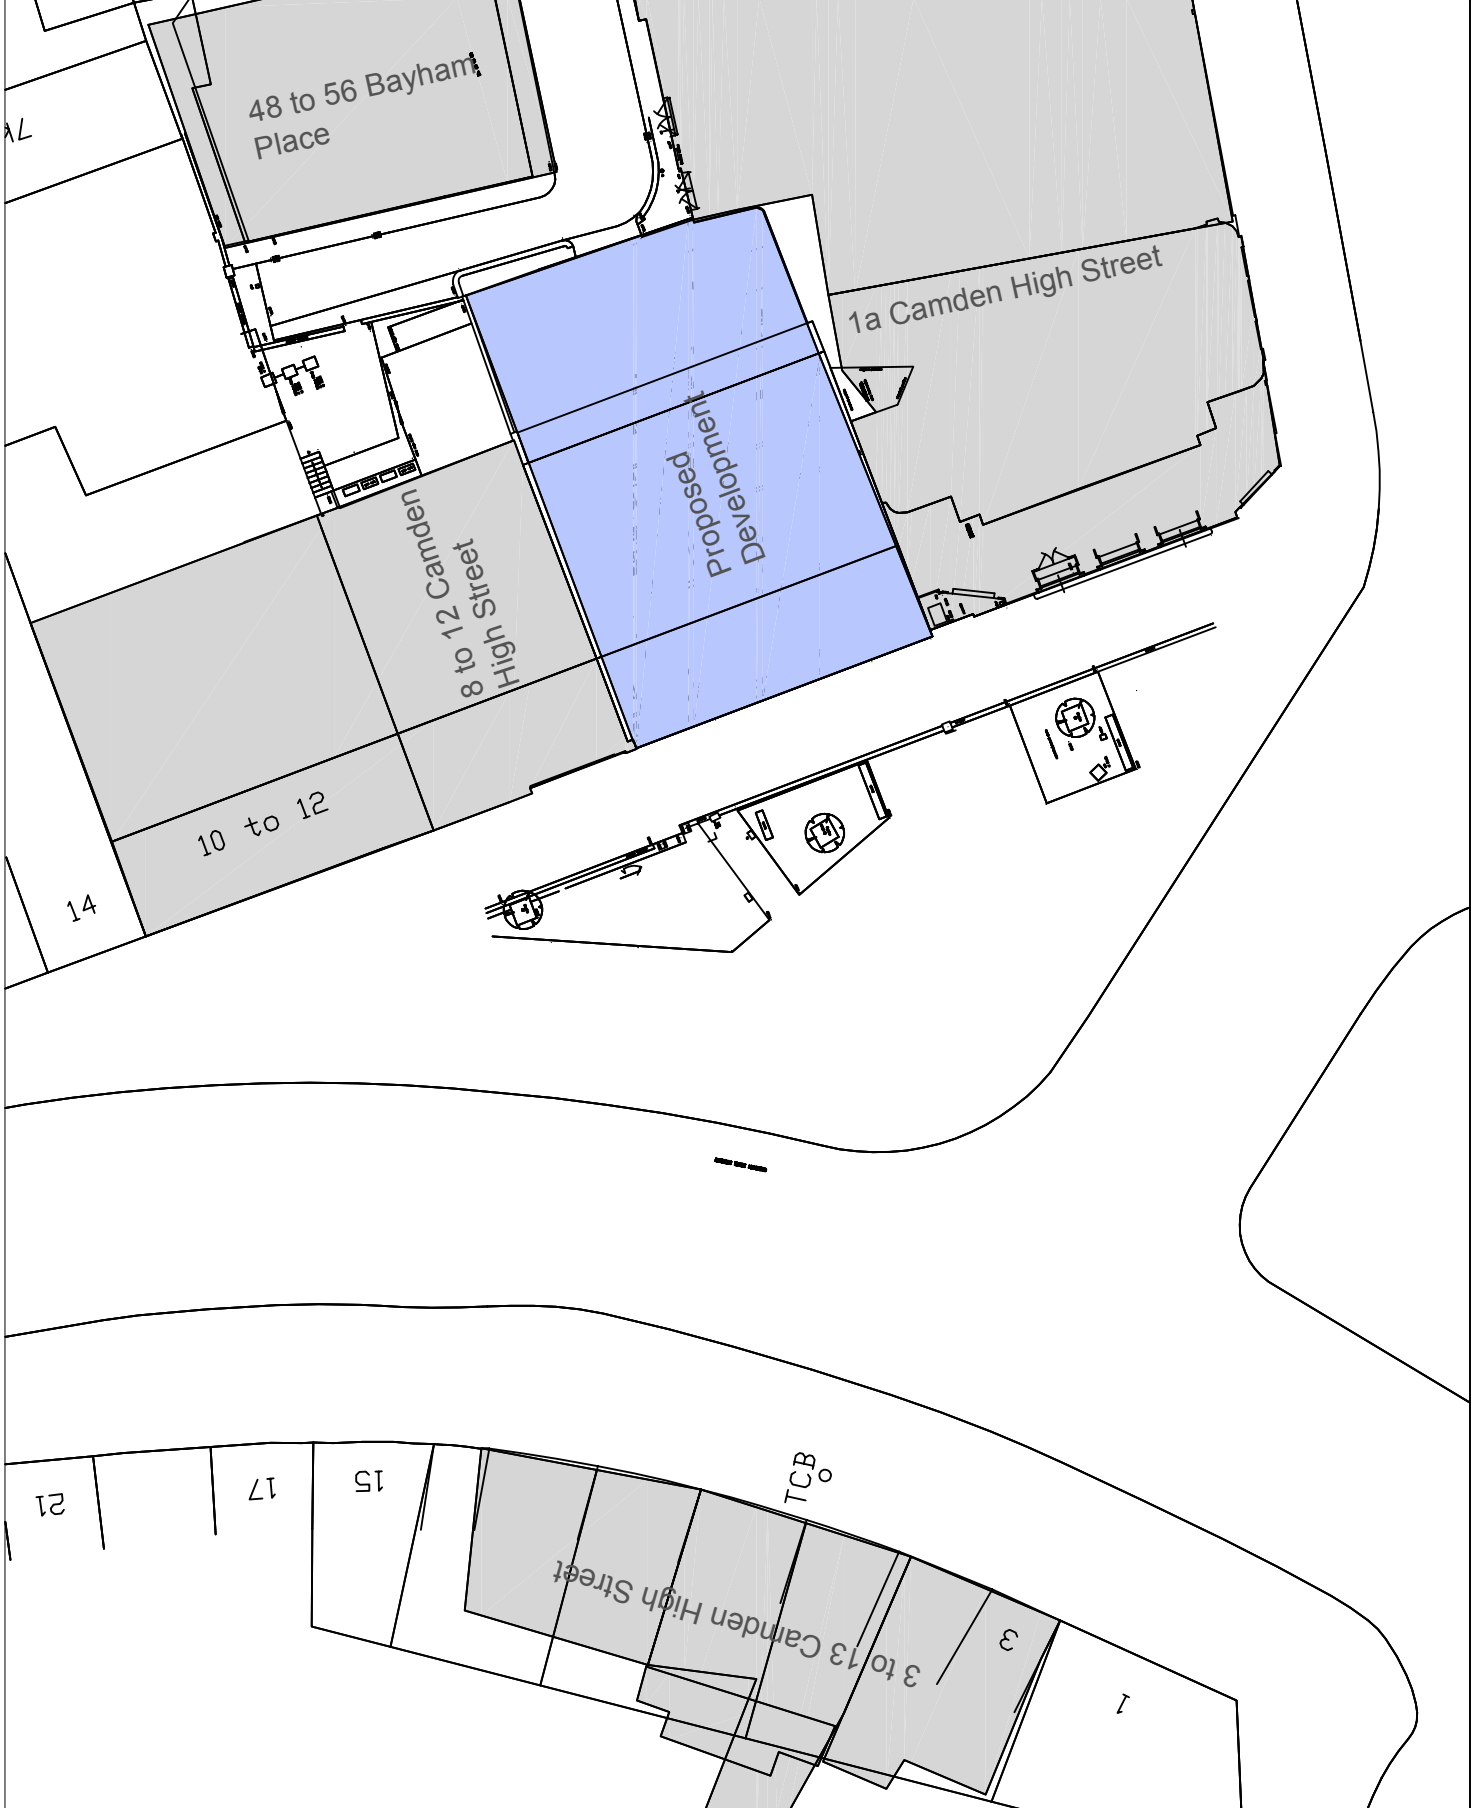 48 to 56 Bayham
Place
1a Camden High Street
Proposed
Development
8 to 12 Camden
High Street
10 to 12
14
TCB
21
17
15
3 to 13 Camden High Street
3
1